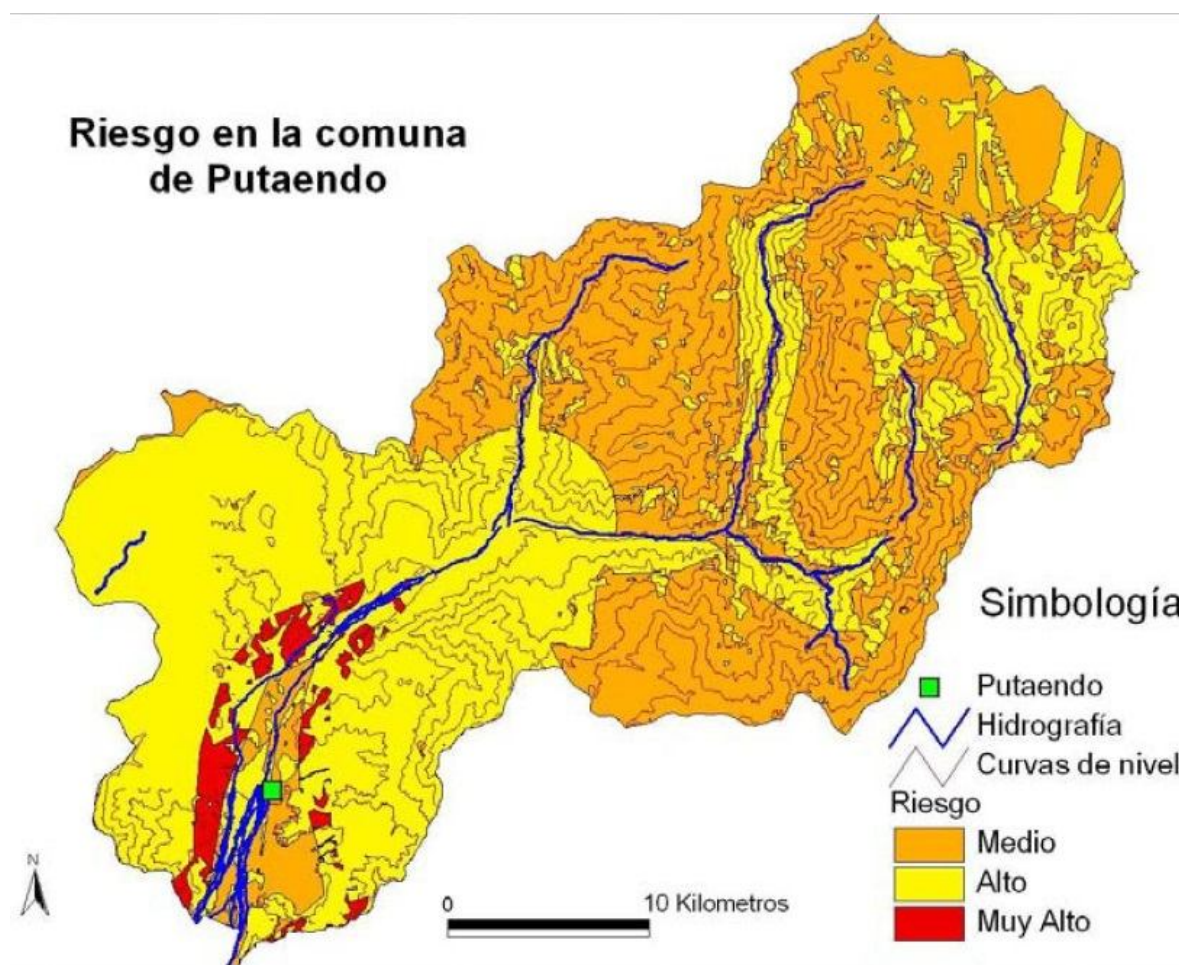 Riesgo en la comuna
de Putaendo
Simbología
Putaendo
Hidrografía
Curvas de nivel
Riesgo
Medio
Alto
Muy Alto
N
0
10 Kilometros